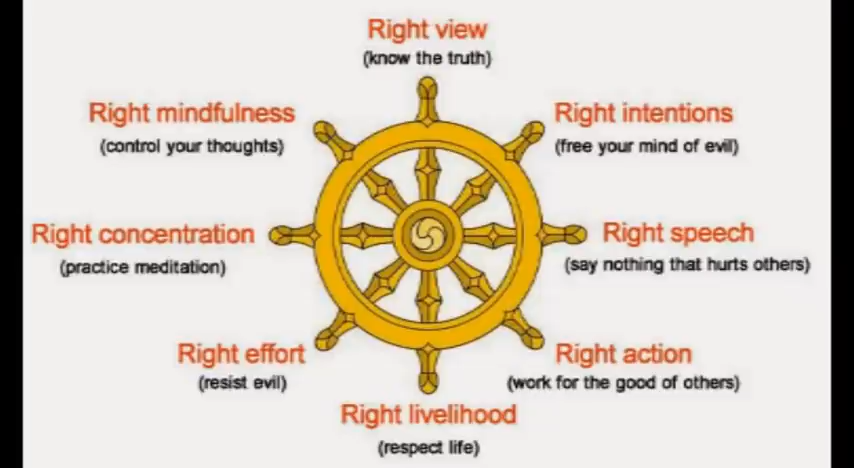 Right view
(know the truth)
Right mindfulness
(control your thoughts)
Right intentions
(free your mind of evil)
Right concentration
(practice meditation)
Right speech
(say nothing that hurts others)
Right effort
(resist evil)
Right action
(work for the good of others)
Right livelihood
(respect life)